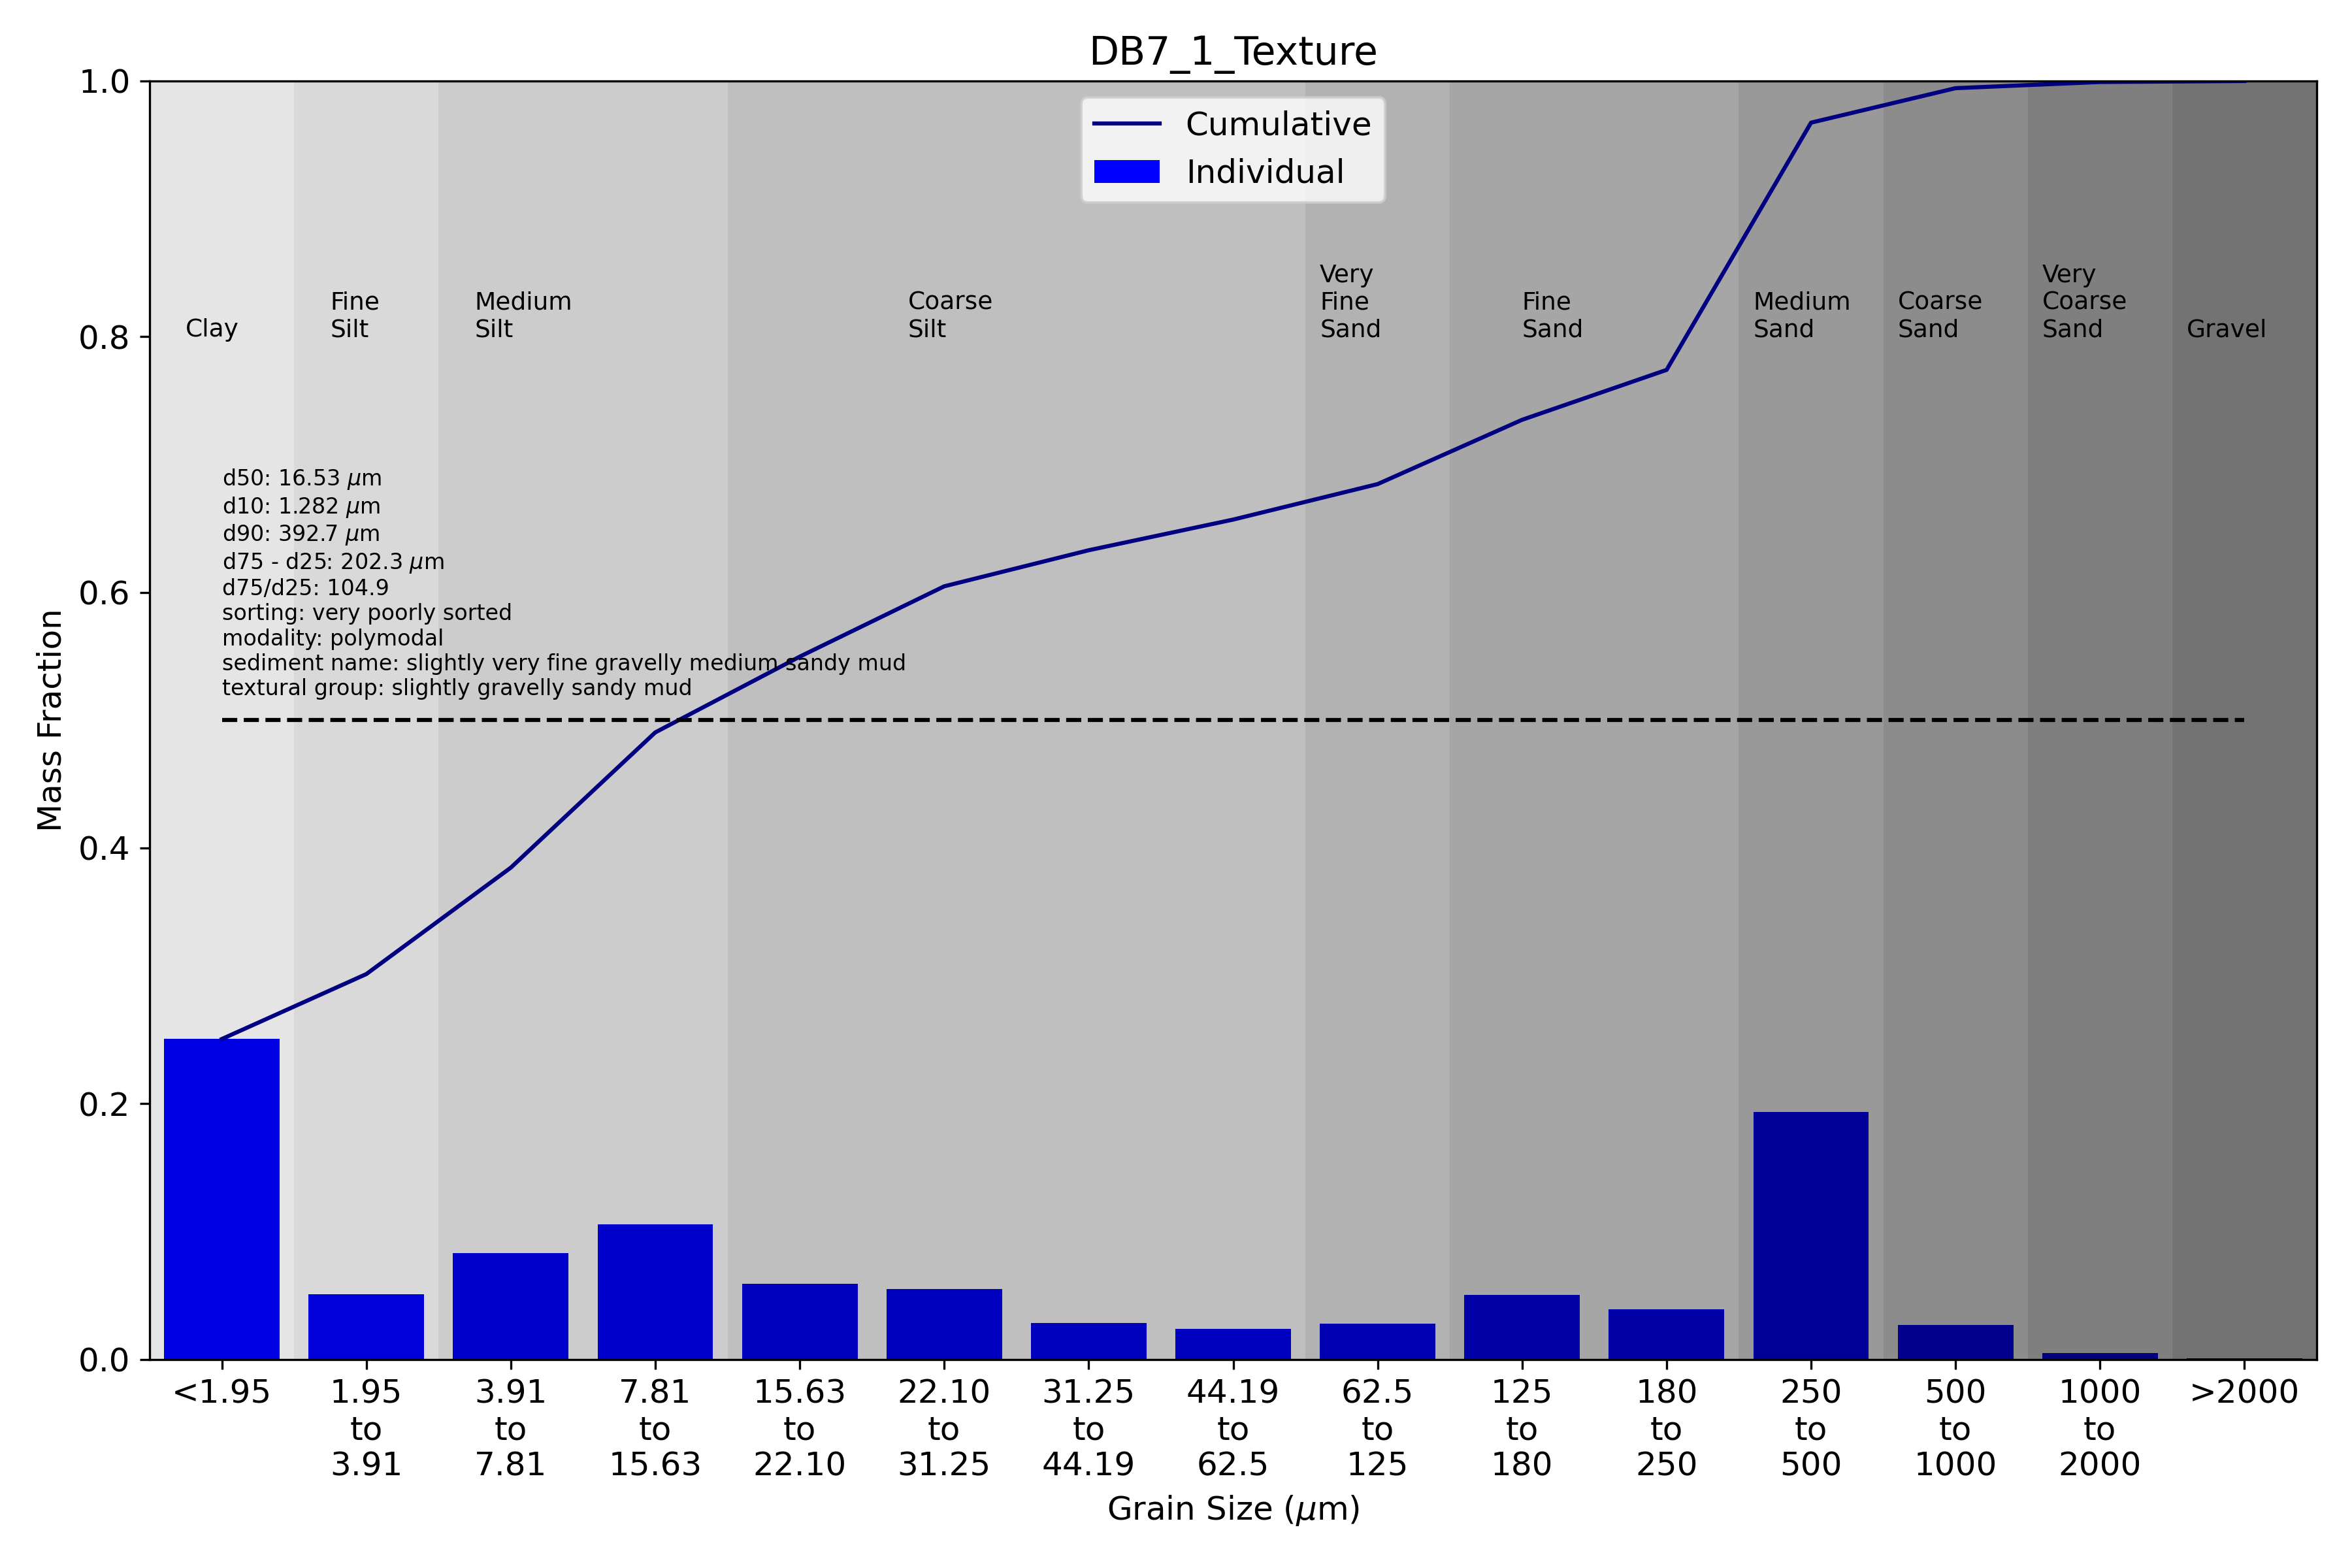 DB7_1_Texture
Cumulative
Individual
Clay
Fine
Silt
Medium
Silt
Coarse
Silt
Very
Fine
Sand
Fine
Sand
Medium
Sand
Coarse
Sand
Very
Coarse
Sand
Gravel
d50: 16.53 μm
d10: 1.282 μm
d90: 392.7 μm
d75 - d25: 202.3 μm
d75/d25: 104.9
sorting: very poorly sorted
modality: polymodal
sediment name: slightly very fine gravelly medium sandy mud
textural group: slightly gravelly sandy mud
Mass Fraction
1.0
0.8
0.6
0.4
0.2
0.0
<1.95
1.95
to
3.91
3.91
to
7.81
7.81
to
15.63
15.63
to
22.10
22.10
to
31.25
31.25
to
44.19
44.19
to
62.5
62.5
to
125
125
to
180
180
to
250
250
to
500
500
to
1000
1000
to
2000
>2000
Grain Size (μm)